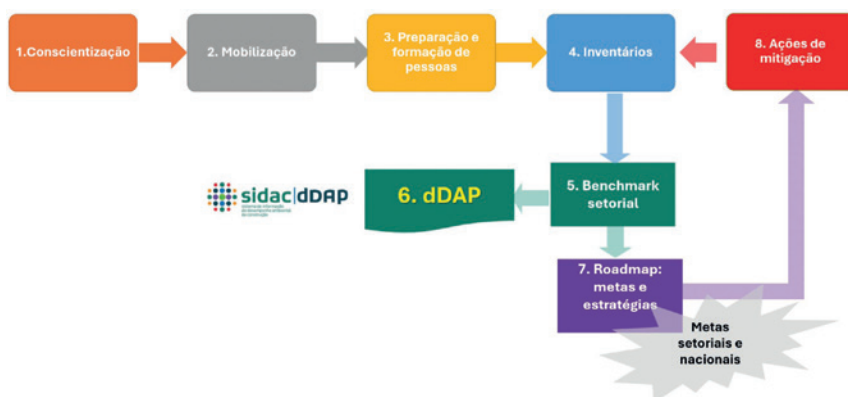 1.Conscientização
2. Mobilização
3. Preparação e
formação de
pessoas
4. Inventários
8. Ações de
mitigação
sidac|dDAP
6. dDAP
5. Benchmark
setorial
7. Roadmap:
metas e
estratégias
Metas
setoriais e
nacionais